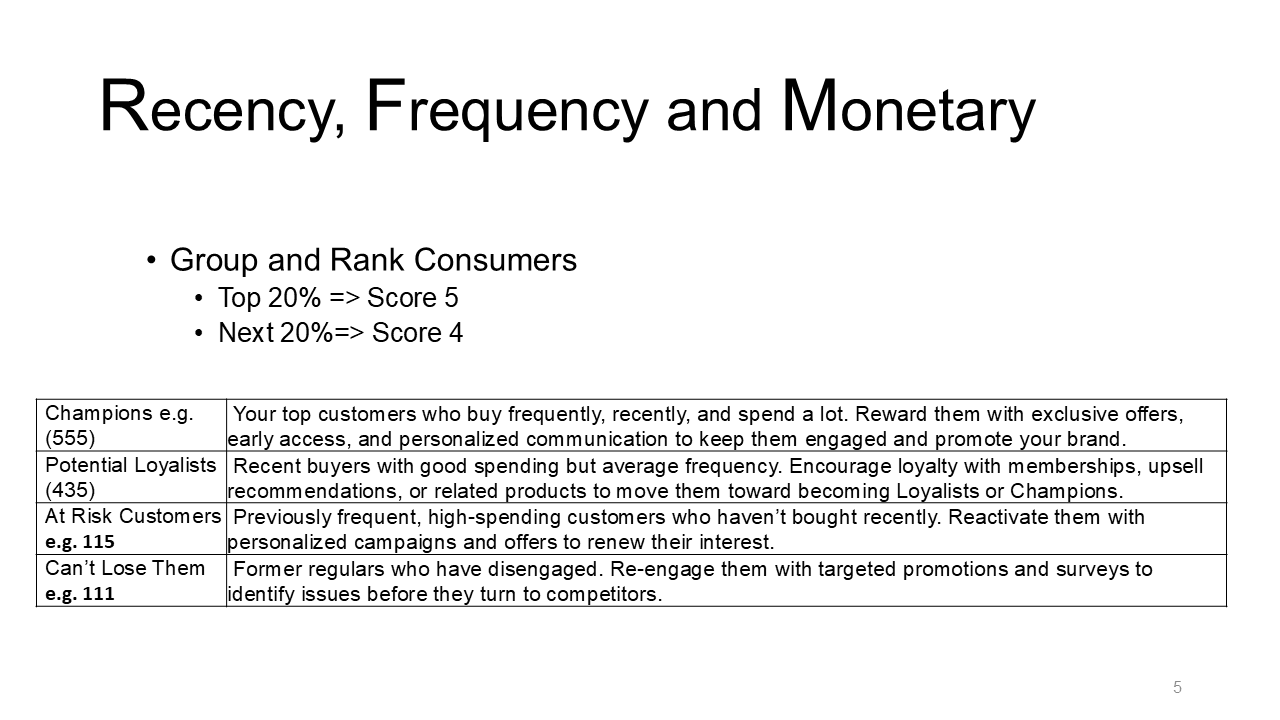 Recency, Frequency and Monetary
• Group and Rank Consumers
• Top 20% => Score 5
• Next 20%=> Score 4
Champions e.g.
(555)
Your top customers who buy frequently, recently, and spend a lot. Reward them with exclusive offers,
early access, and personalized communication to keep them engaged and promote your brand.
Potential Loyalists
(435)
Recent buyers with good spending but average frequency. Encourage loyalty with memberships, upsell
recommendations, or related products to move them toward becoming Loyalists or Champions.
At Risk Customers
e.g. 115
Previously frequent, high-spending customers who haven’t bought recently. Reactivate them with
personalized campaigns and offers to renew their interest.
Can’t Lose Them
e.g. 111
Former regulars who have disengaged. Re-engage them with targeted promotions and surveys to
identify issues before they turn to competitors.
5